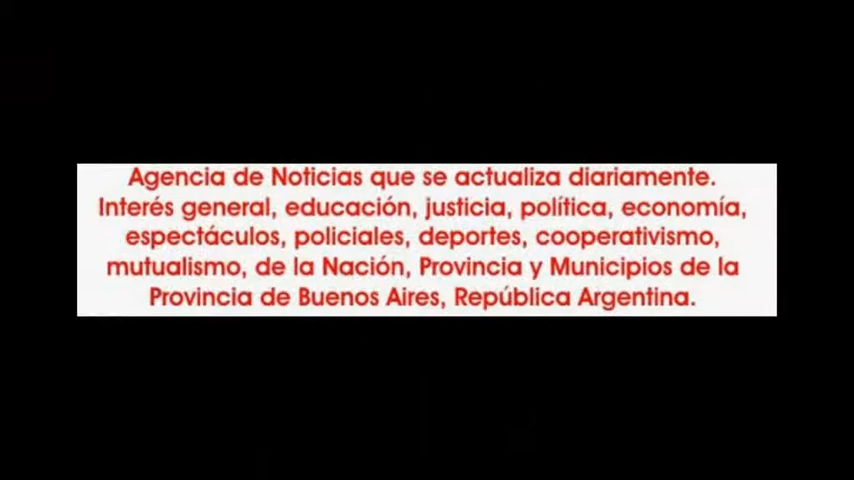 Agencia de Noticias que se actualiza diariamente.
Interés general, educación, justicia, política, economía,
espectáculos, policiales, deportes, cooperativismo,
mutualismo, de la Nación, Provincia y Municipios de la
Provincia de Buenos Aires, República Argentina.